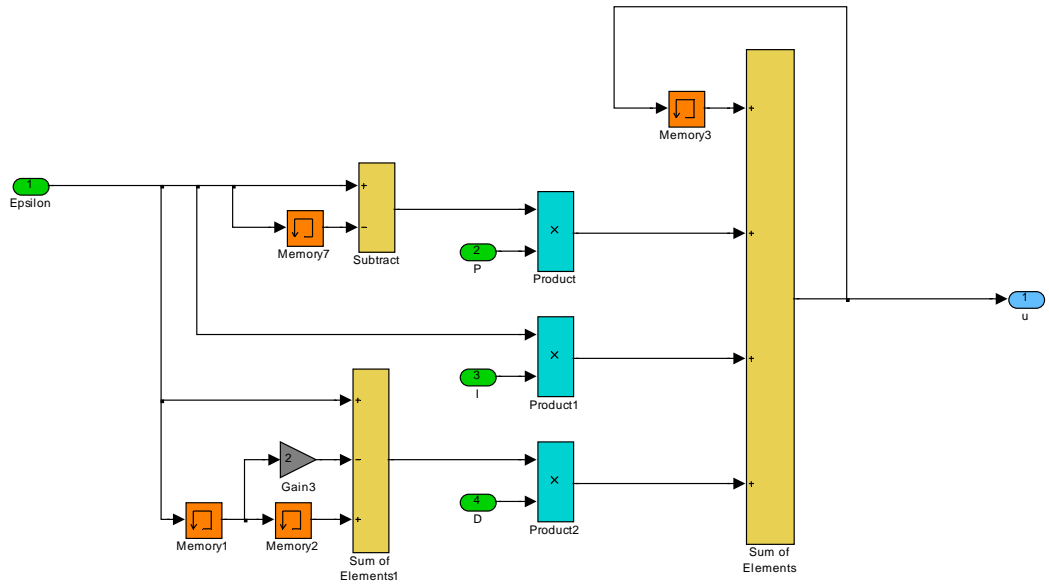 Memory3
+
1
Epsilon
+
Memory7
−
Subtract
2
P
×
Product
+
1
u
3
I
×
Product1
+
+
2
Gain3
−
+
Memory1
Memory2
Sum of
Elements1
4
D
×
Product2
+
Sum of
Elements